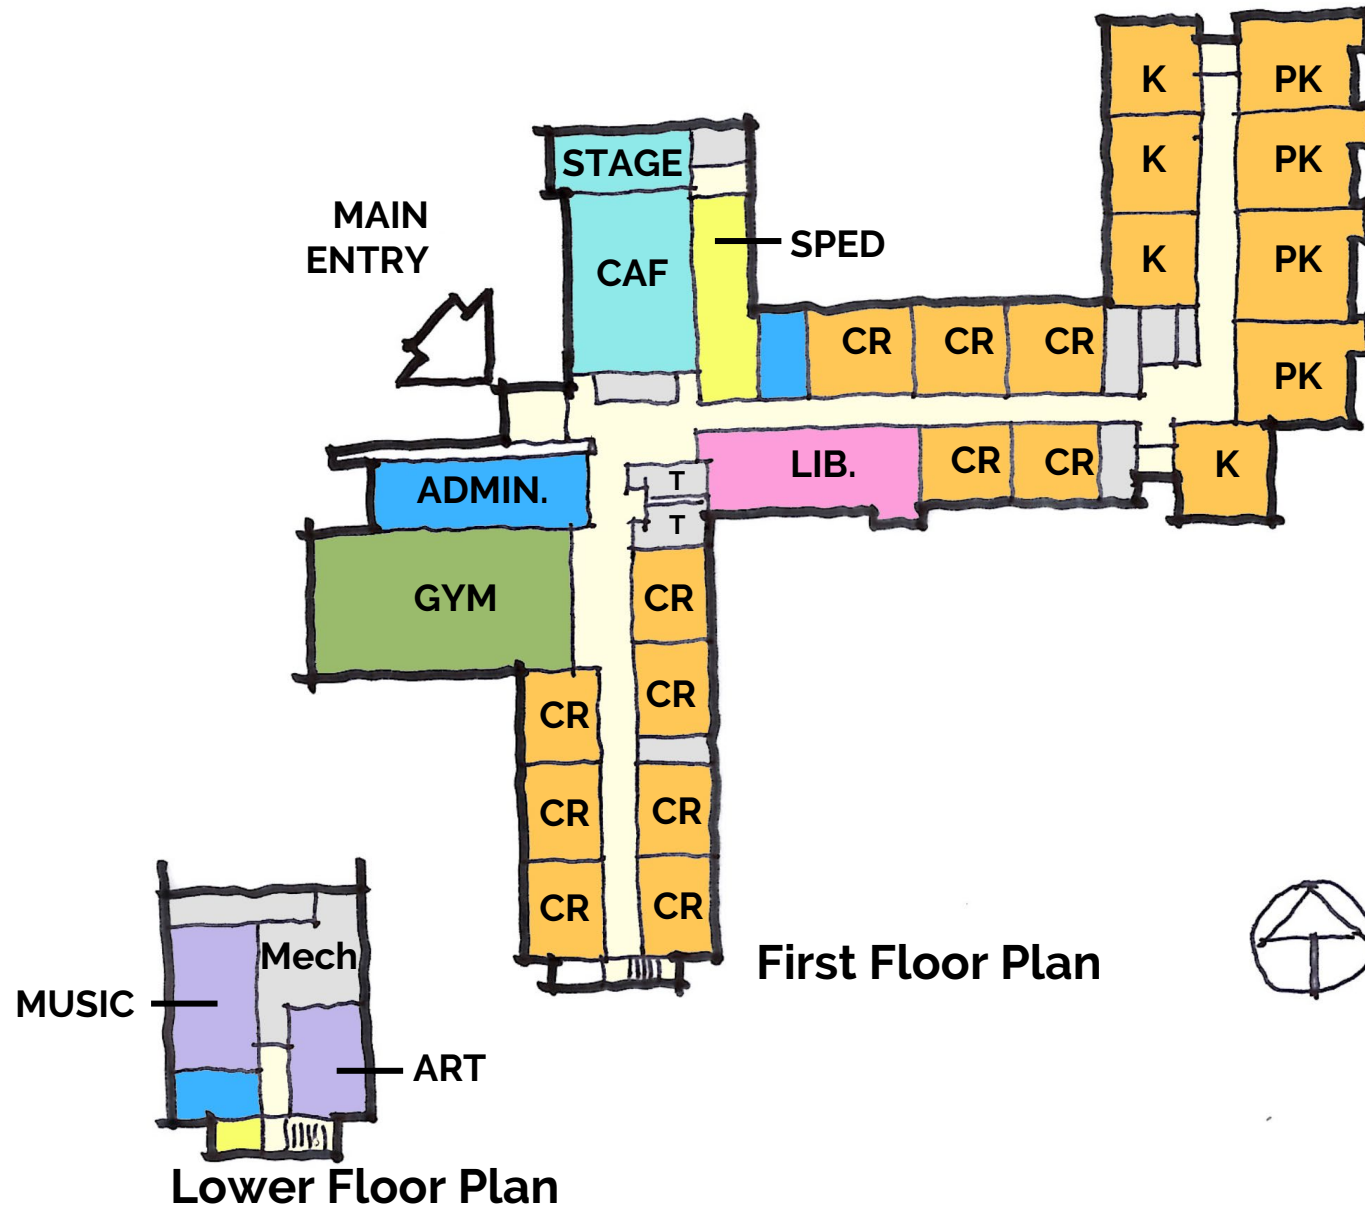 K
PK
STAGE
K
PK
MAIN
ENTRY
SPED
CAF
K
PK
CR
CR
CR
PK
ADMIN.
T
LIB.
CR
CR
K
T
GYM
CR
CR
CR
CR
CR
CR
CR
Mech
First Floor Plan
MUSIC
ART
Lower Floor Plan